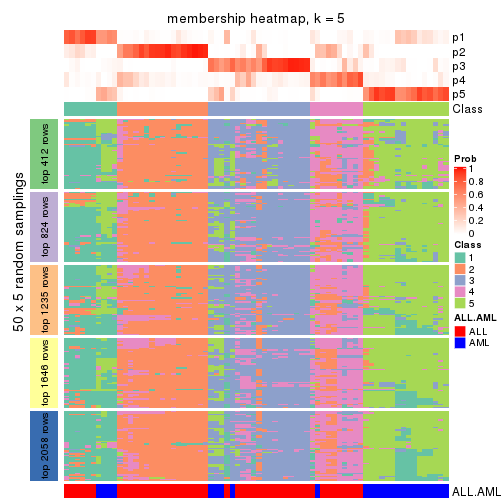 membership heatmap, k = 5
p1
p2
p3
p4
p5
Class
50 x 5 random samplings
top 412 rows
top 824 rows
top 1235 rows
top 1646 rows
top 2058 rows
Prob
1
0.8
0.6
0.4
0.2
0
Class
1
2
3
4
5
ALL.AML
ALL
AML
ALL.AML